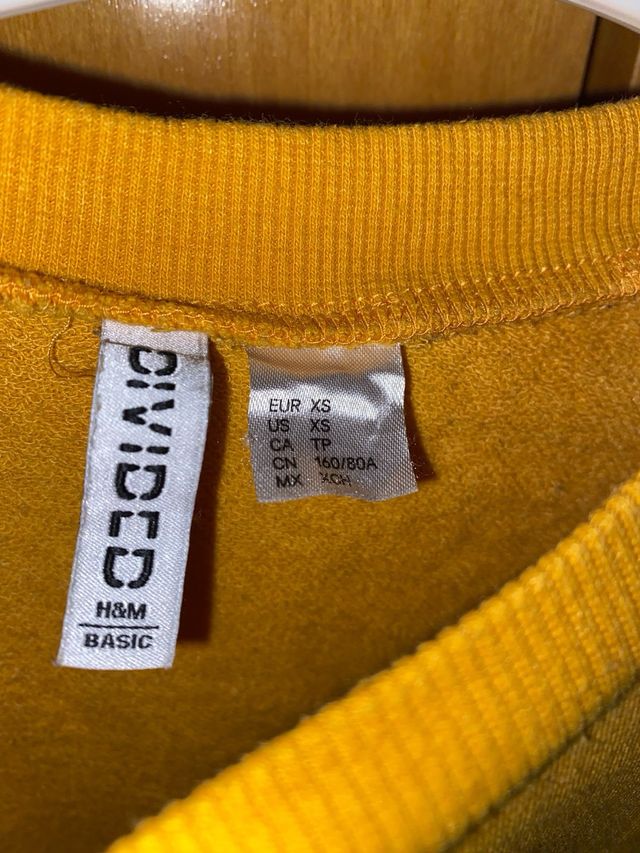 DIVIDED
H&M
BASIC
EUR XS
US XS
CA TP
CN 160/80A
MX XCH